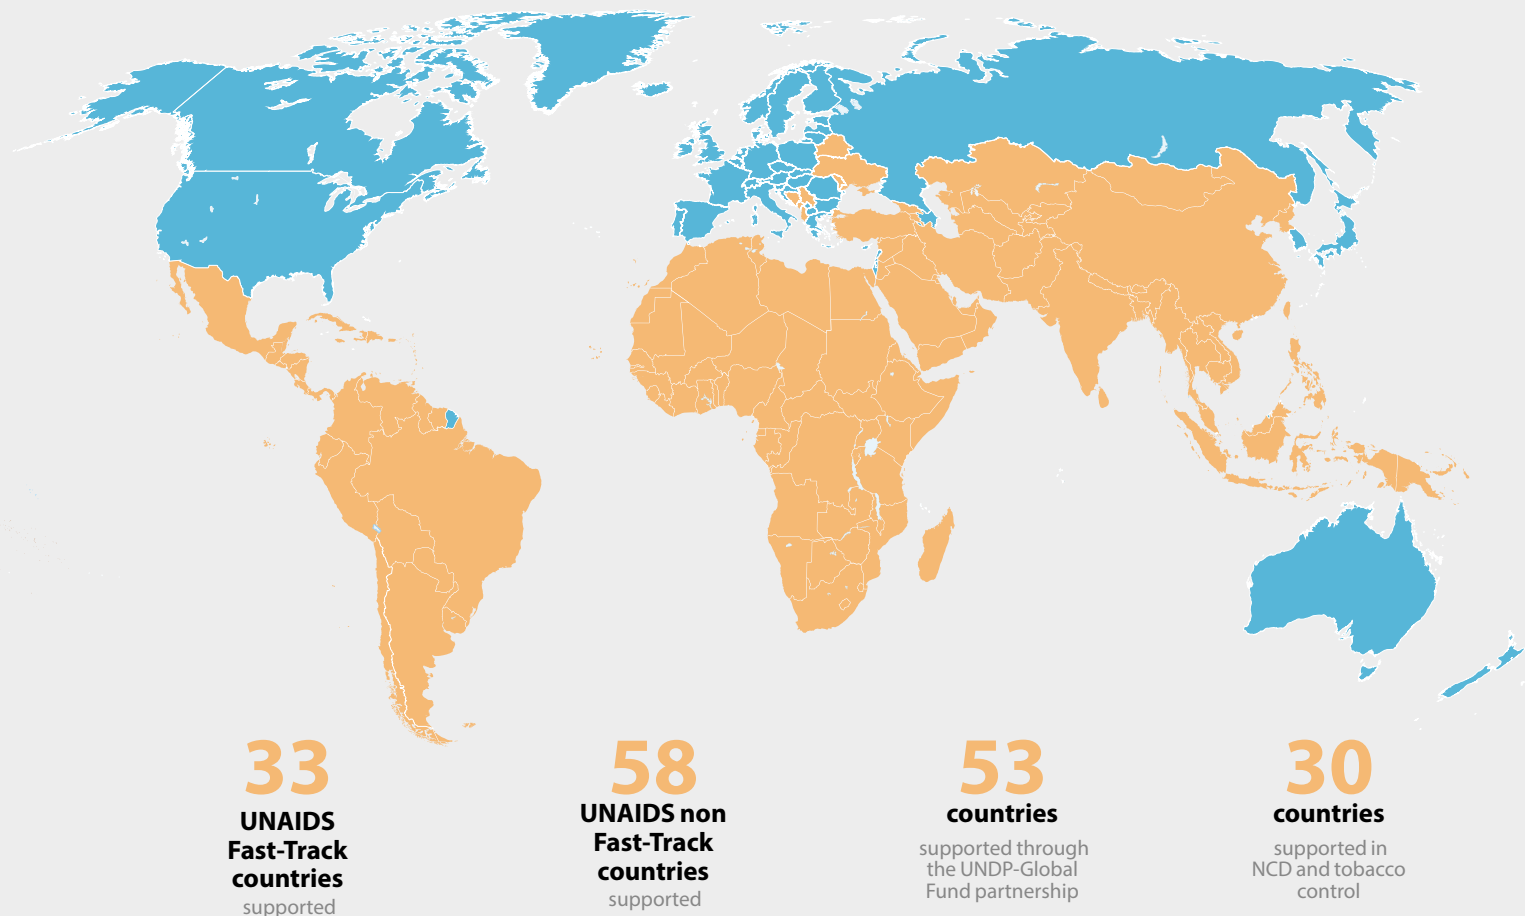 33
UNAIDS
Fast-Track
countries
supported
58
UNAIDS non
Fast-Track
countries
supported
53
countries
supported through
the UNDP-Global
Fund partnership
30
countries
supported in
NCD and tobacco
control